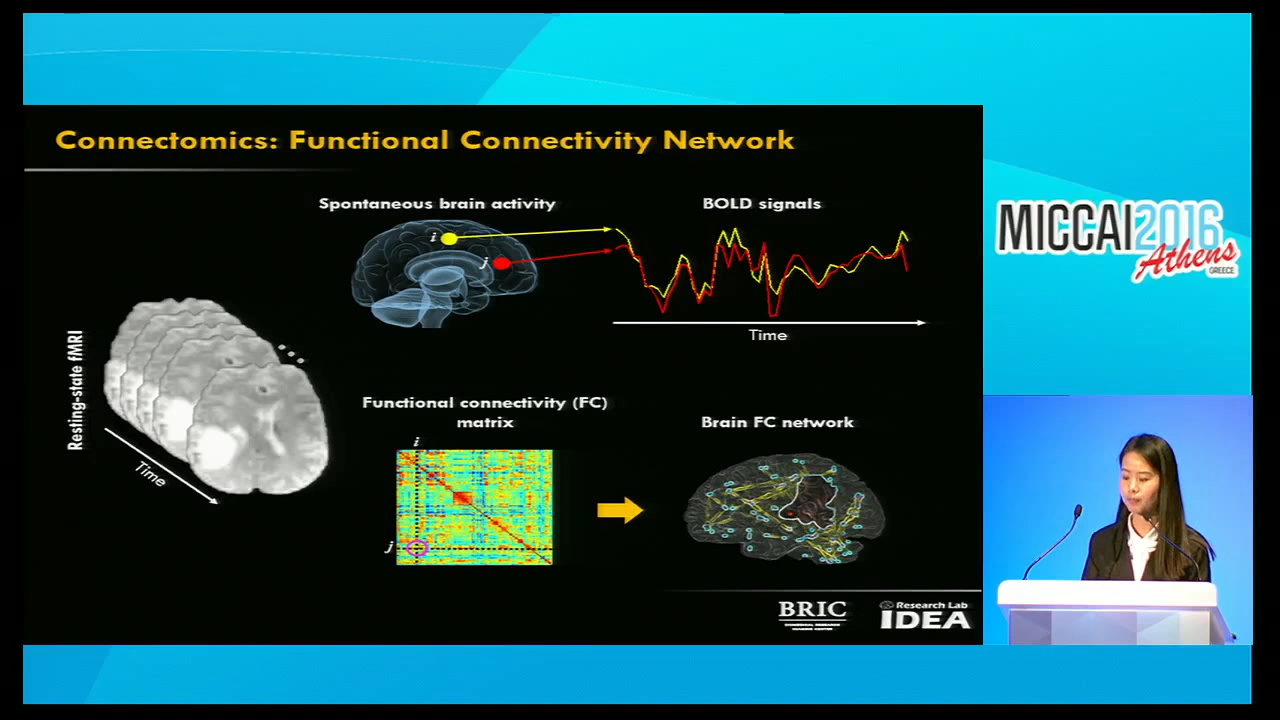 Connectomics: Functional Connectivity Network
Spontaneous brain activity
BOLD signals
i
j
Time
Resting-state fMRI
Time
Functional connectivity (FC)
matrix
i
j
Brain FC network
BRIC
Research Lab
IDEA
MICCAI2016
Athens
GREECE